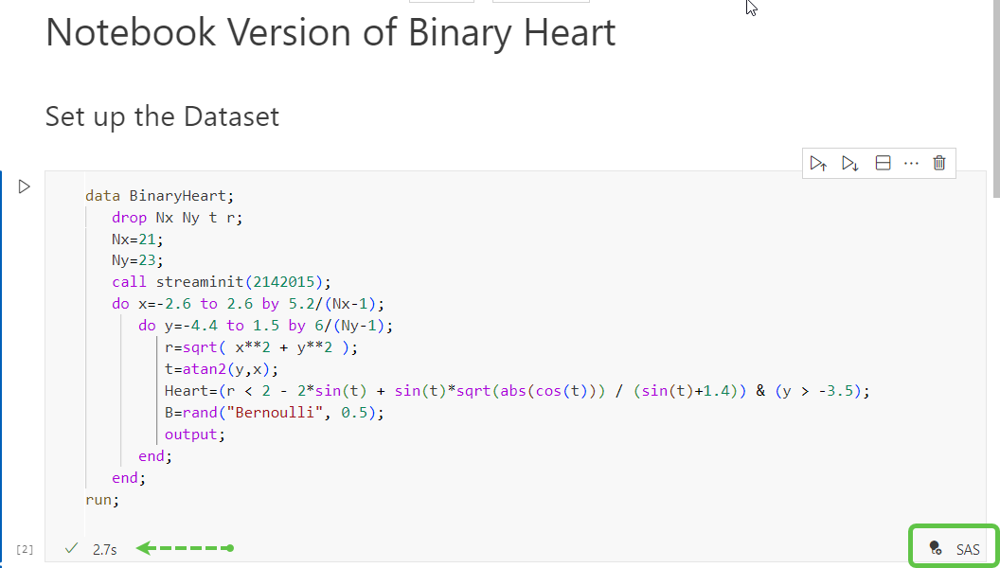 Notebook Version of Binary Heart
Set up the Dataset
data BinaryHeart;
drop Nx Ny t r;
Nx=21;
Ny=23;
call streaminit(2142015);
do x=-2.6 to 2.6 by 5.2/(Nx-1);
do y=-4.4 to 1.5 by 6/(Ny-1);
r=sqrt( x**2 + y**2 );
t=atan2(y,x);
Heart=(r < 2 - 2*sin(t) + sin(t)*sqrt(abs(cos(t))) / (sin(t)+1.4)) & (y > -3.5);
B=rand("Bernoulli", 0.5);
output;
end;
end;
run;
[2] 2.7s SAS